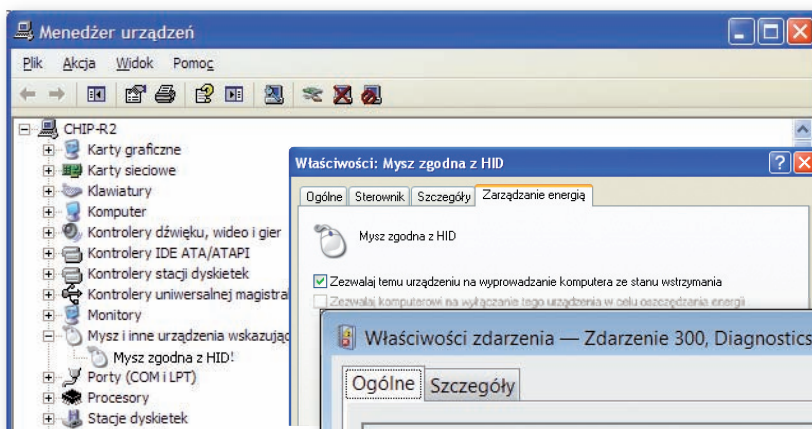 Menedżer urządzeń
Plik Akcja Widok Pomoc
CHIP-R2
Karty graficzne
Karty sieciowe
Klawiatury
Komputer
Kontrolery dźwięku, wideo i gier
Kontrolery IDE ATA/ATAPI
Kontrolery stacji dyskietek
Kontrolery uniwersalnej magistral
Monitory
Mysz i inne urządzenia wskazując
Mysz zgodna z HID!
Porty (COM i LPT)
Procesory
Stacje dyskietek
Właściwości: Mysz zgodna z HID
Ogólne Sterownik Szczegóły Zarządzanie energią
Mysz zgodna z HID
Zezwalaj temu urządzeniu na wyprowadzanie komputera ze stanu wstrzymania
Zezwalaj komputerowi na wyłączanie tego urządzenia w celu oszczędzania energii
Właściwości zdarzenia — Zdarzenie 300, Diagnostics
Ogólne Szczegóły